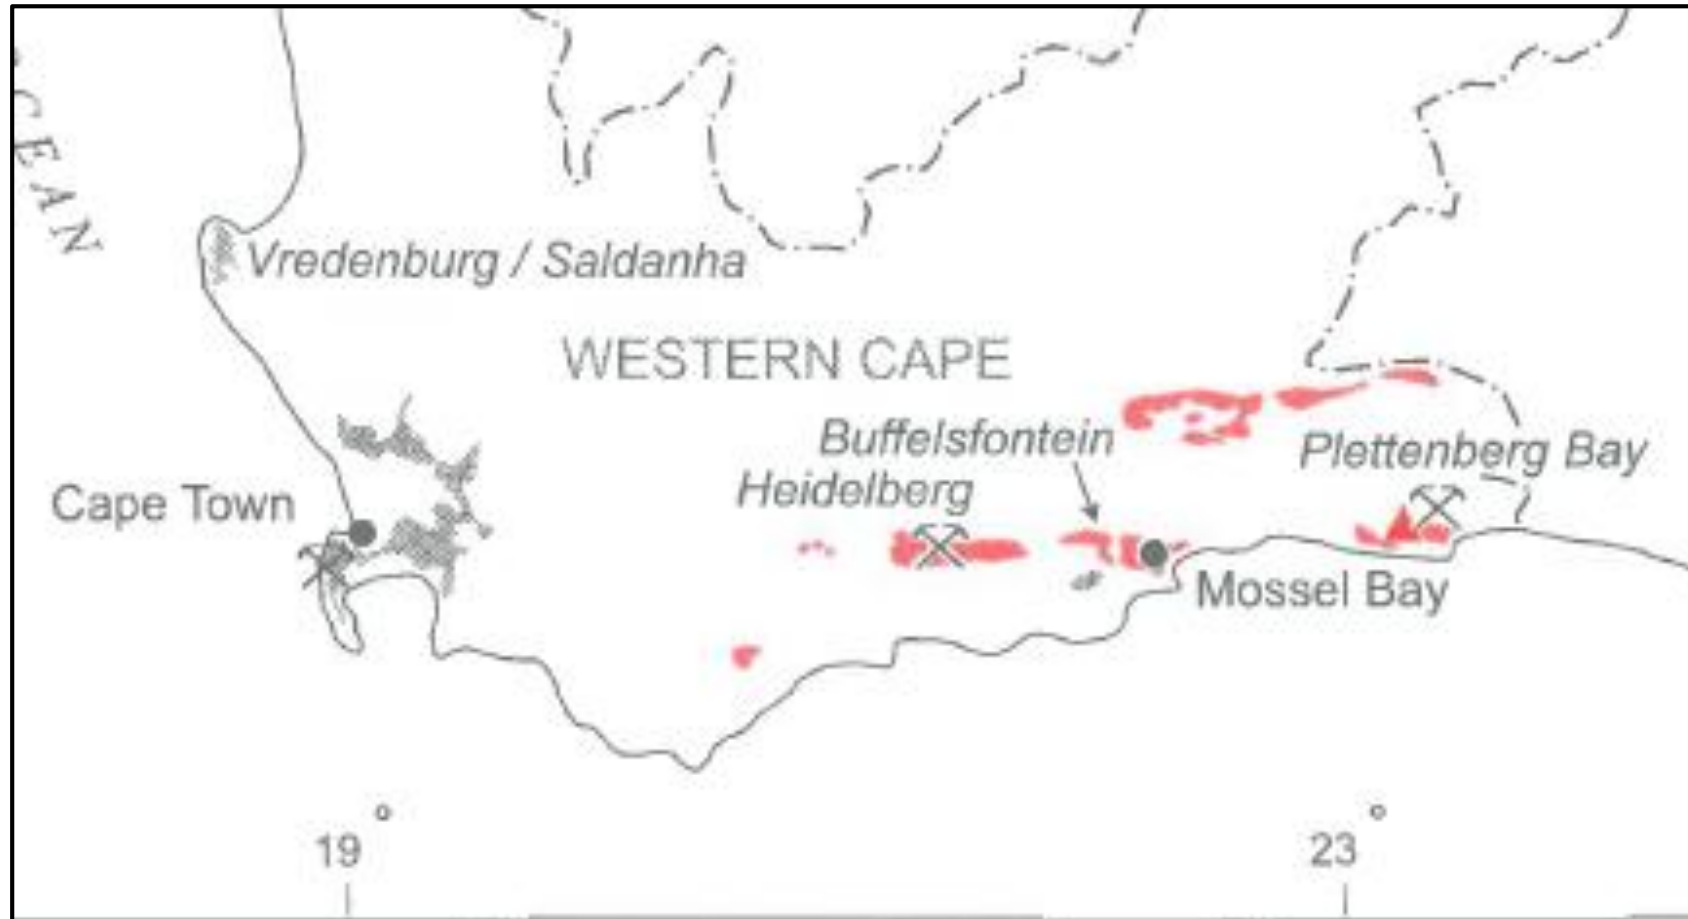 CEAN
Vredenburg / Saldanha
WESTERN CAPE
Buffelsfontein
Plettenberg Bay
Heidelberg
Cape Town
Mossel Bay
19°
23°